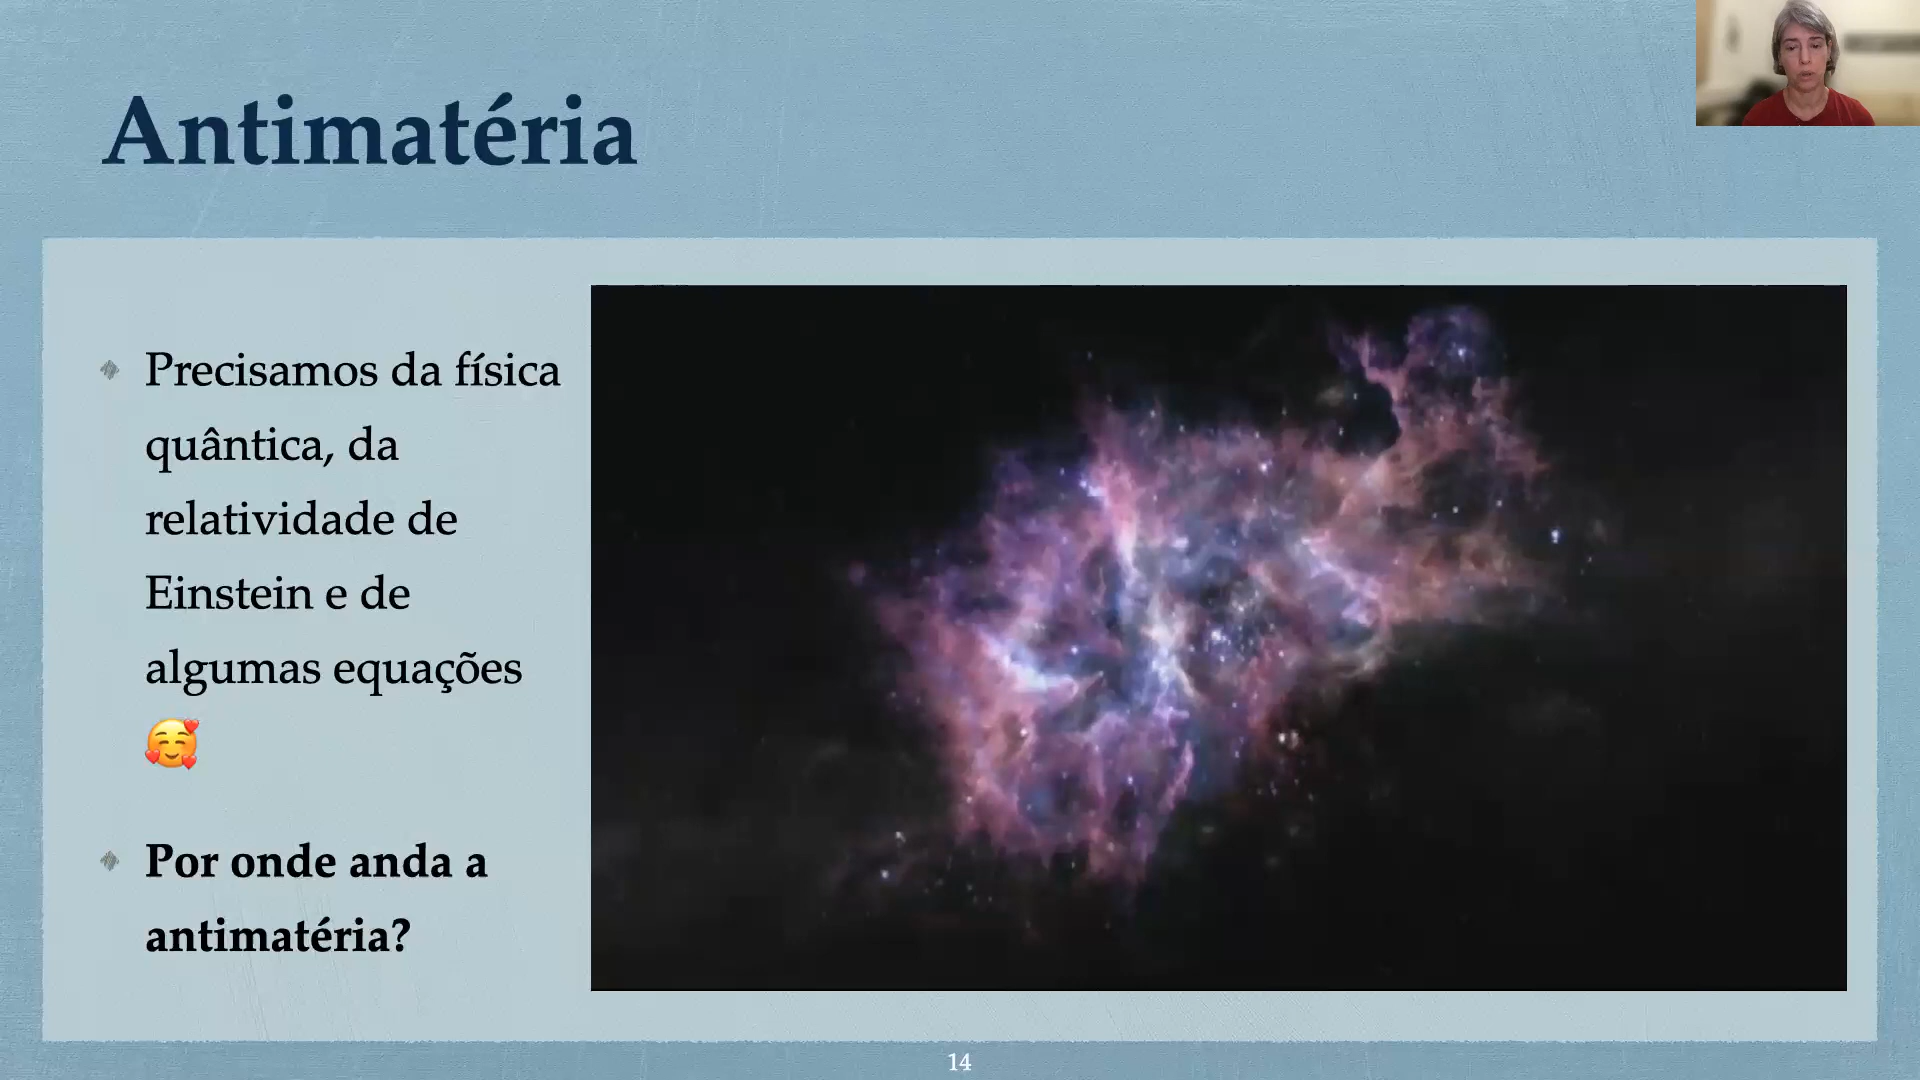 Antimatéria
Precisamos da física
quântica, da
relatividade de
Einstein e de
algumas equações
🥰
Por onde anda a
antimatéria?
14